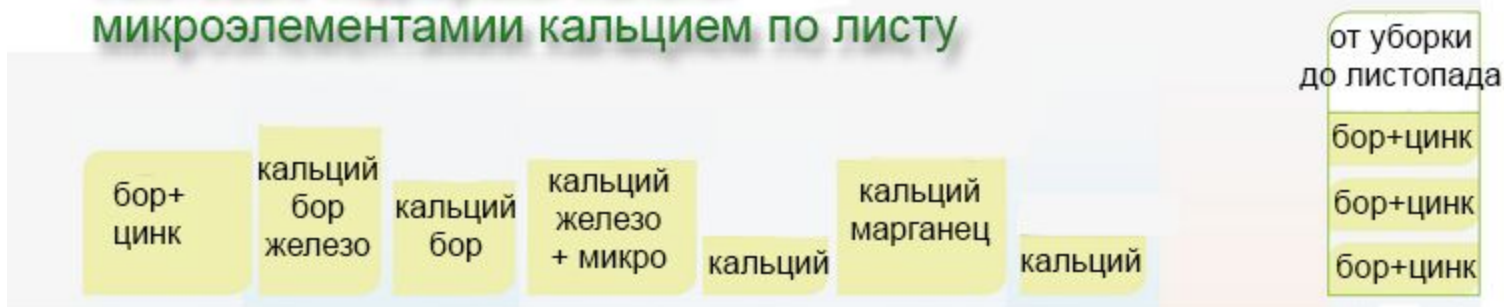 микроэлементамии кальцием по листу
от уборки
до листопада
бор+
цинк
кальций
бор
железо
кальций
бор
кальций
железо
+ микро
кальций
кальций
марганец
кальций
бор+цинк
бор+цинк
бор+цинк